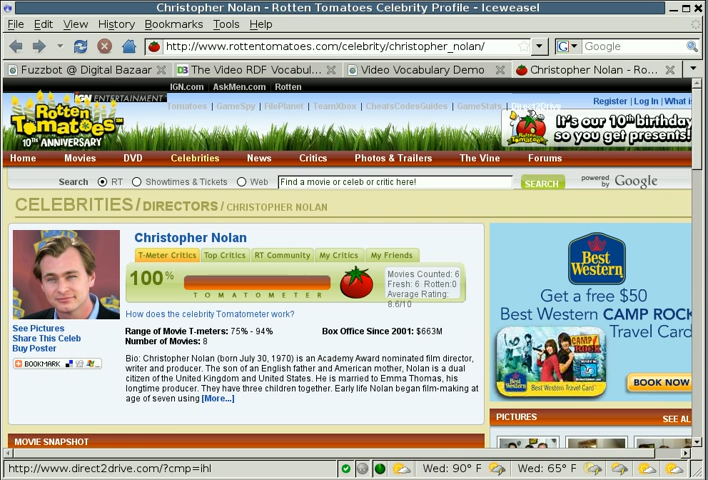 Christopher Nolan - Rotten Tomatoes Celebrity Profile - Iceweasel
File Edit View History Bookmarks Tools Help
http://www.rottentomatoes.com/celebrity/christopher_nolan/
G Google
Fuzzbot @ Digital Bazaar
The Video RDF Vocabul...
Video Vocabulary Demo
Christopher Nolan - Ro...
IGN.com | AskMen.com | Rotten
Tomatoes | GameSpy | FilePlanet | TeamXbox | CheatsCodesGuides | GameStats | Direct2Drive
IGN ENTERTAINMENT
Rotten
Tomatoes
10TH ANNIVERSARY
Register | Log In | What i
It's our 10th birthday
so you get presents!
Home Movies DVD Celebrities News Critics Photos & Trailers The Vine Forums
Search RT Showtimes & Tickets Web Find a movie or celeb or critic here! SEARCH powered by Google
CELEBRITIES / DIRECTORS / CHRISTOPHER NOLAN
Christopher Nolan
T-Meter Critics Top Critics RT Community My Critics My Friends
100%
TOMATOMETER
Movies Counted: 6
Fresh: 6 Rotten:0
Average Rating:
8.6/10
How does the celebrity Tomatometer work?
See Pictures
Share This Celeb
Buy Poster
BOOKMARK
Range of Movie T-meters: 75% - 94% Box Office Since 2001: $663M
Number of Movies: 8
Bio: Christopher Nolan (born July 30, 1970) is an Academy Award nominated film director,
writer and producer. The son of an English father and American mother, Nolan is a dual
citizen of the United Kingdom and United States. He is married to Emma Thomas, his
longtime producer. They have three children together. Early life Nolan began film-making at
age of seven using [More...]
MOVIE SNAPSHOT
Best
Western
Get a free $50
Best Western CAMP ROCK
Travel Card
CAMP ROCK
Best Western Travel Card
BOOK NOW
PICTURES SEE AL
http://www.direct2drive.com/?cmp=ihl
Wed: 90° F
Wed: 65° F